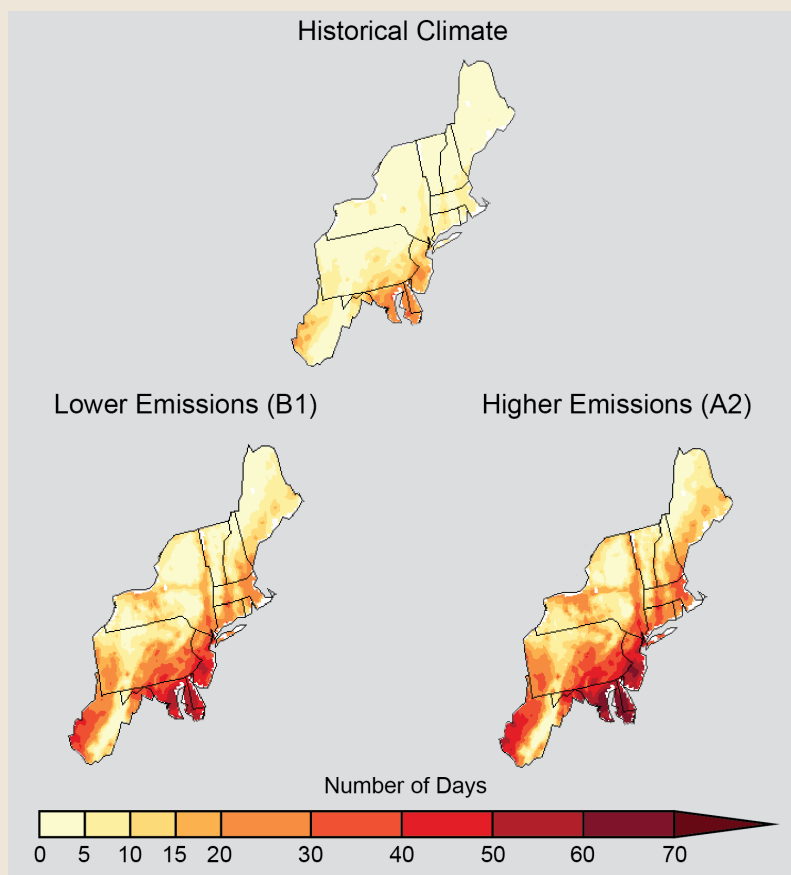 Historical Climate
Lower Emissions (B1)
Higher Emissions (A2)
Number of Days
0 5 10 15 20 30 40 50 60 70